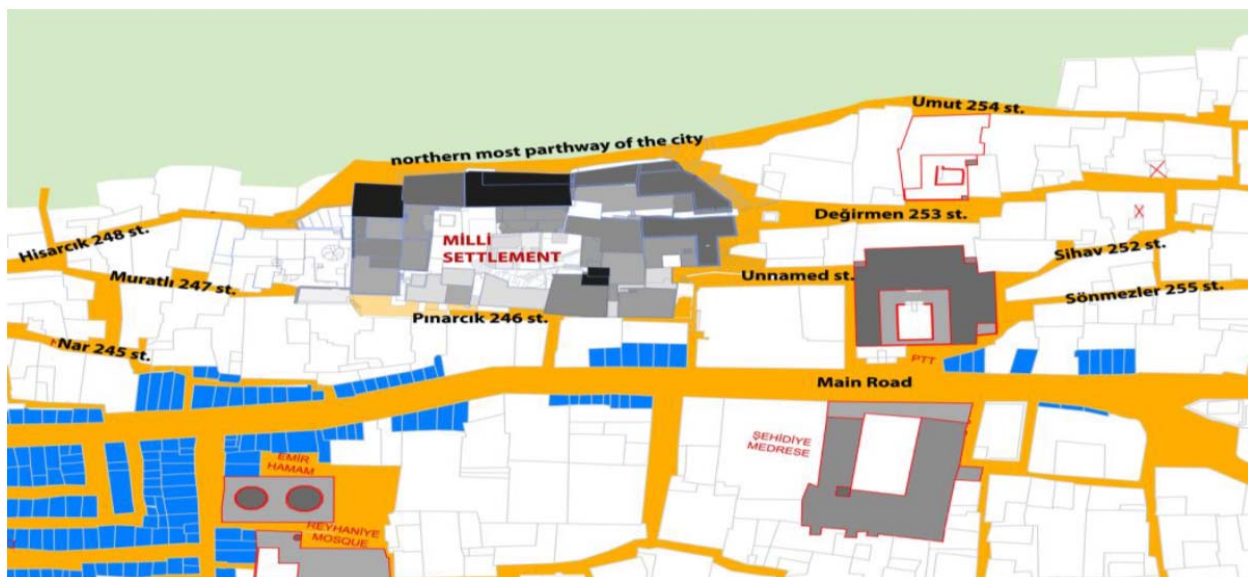 Umut 254 st.
northern most parthway of the city
Değirmen 253 st.
Hisarcık 248 st.
MİLLİ
SETTLEMENT
Sihav 252 st.
Muratlı 247 st.
Unnamed st.
Sönmezler 255 st.
Pınarcık 246 st.
Nar 245 st.
PTT
Main Road
ŞEHİDİYE
MEDRESE
EMİR
HAMAM
REYHANİYE
MOSQUE